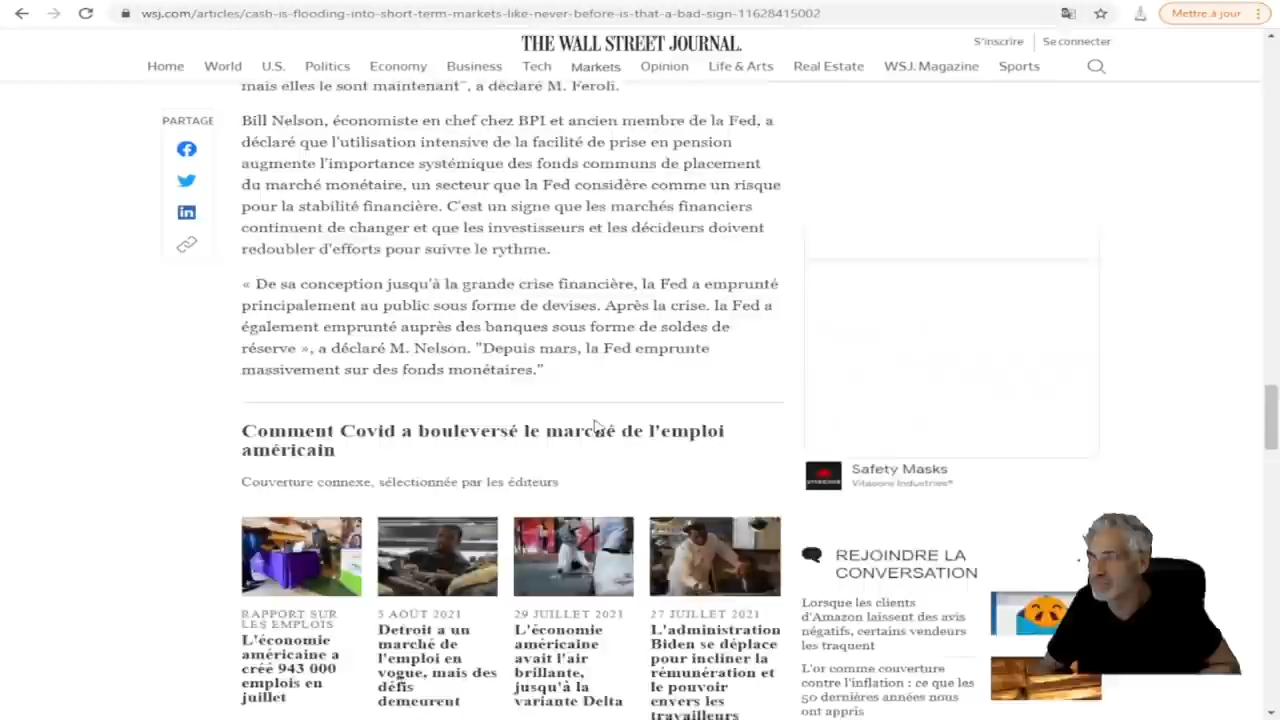 wsj.com/articles/cash-is-flooding-into-short-term-markets-like-never-before-is-that-a-bad-sign-11628415002
Mettre à jour
THE WALL STREET JOURNAL.
S'inscrire
Se connecter
Home World U.S. Politics Economy Business Tech Markets Opinion Life & Arts Real Estate WSJ. Magazine Sports
mais elles le sont maintenant", a déclaré M. Feroli.
PARTAGE
Bill Nelson, économiste en chef chez BPI et ancien membre de la Fed, a
déclaré que l'utilisation intensive de la facilité de prise en pension
augmente l'importance systémique des fonds communs de placement
du marché monétaire, un secteur que la Fed considère comme un risque
pour la stabilité financière. C'est un signe que les marchés financiers
continuent de changer et que les investisseurs et les décideurs doivent
redoubler d'efforts pour suivre le rythme.
« De sa conception jusqu'à la grande crise financière, la Fed a emprunté
principalement au public sous forme de devises. Après la crise. la Fed a
également emprunté auprès des banques sous forme de soldes de
réserve », a déclaré M. Nelson. "Depuis mars, la Fed emprunte
massivement sur des fonds monétaires."
Comment Covid a bouleversé le marché de l'emploi
américain
Couverture connexe, sélectionnée par les éditeurs
RAPPORT SUR
LES EMPLOIS
L'économie
américaine a
créé 943 000
emplois en
juillet
5 AOÛT 2021
Detroit a un
marché de
l'emploi en
vogue, mais des
défis
demeurent
29 JUILLET 2021
L'économie
américaine
avait l'air
brillante,
jusqu'à la
variante Delta
27 JUILLET 2021
L'administration
Biden se déplace
pour incliner la
rémunération et
le pouvoir
envers les
travailleurs
Safety Masks
REJOINDRE LA
CONVERSATION
Lorsque les clients
d'Amazon laissent des avis
négatifs, certains vendeurs
les traquent
L'or comme couverture
contre l'inflation : ce que les
50 dernières années nous
ont appris